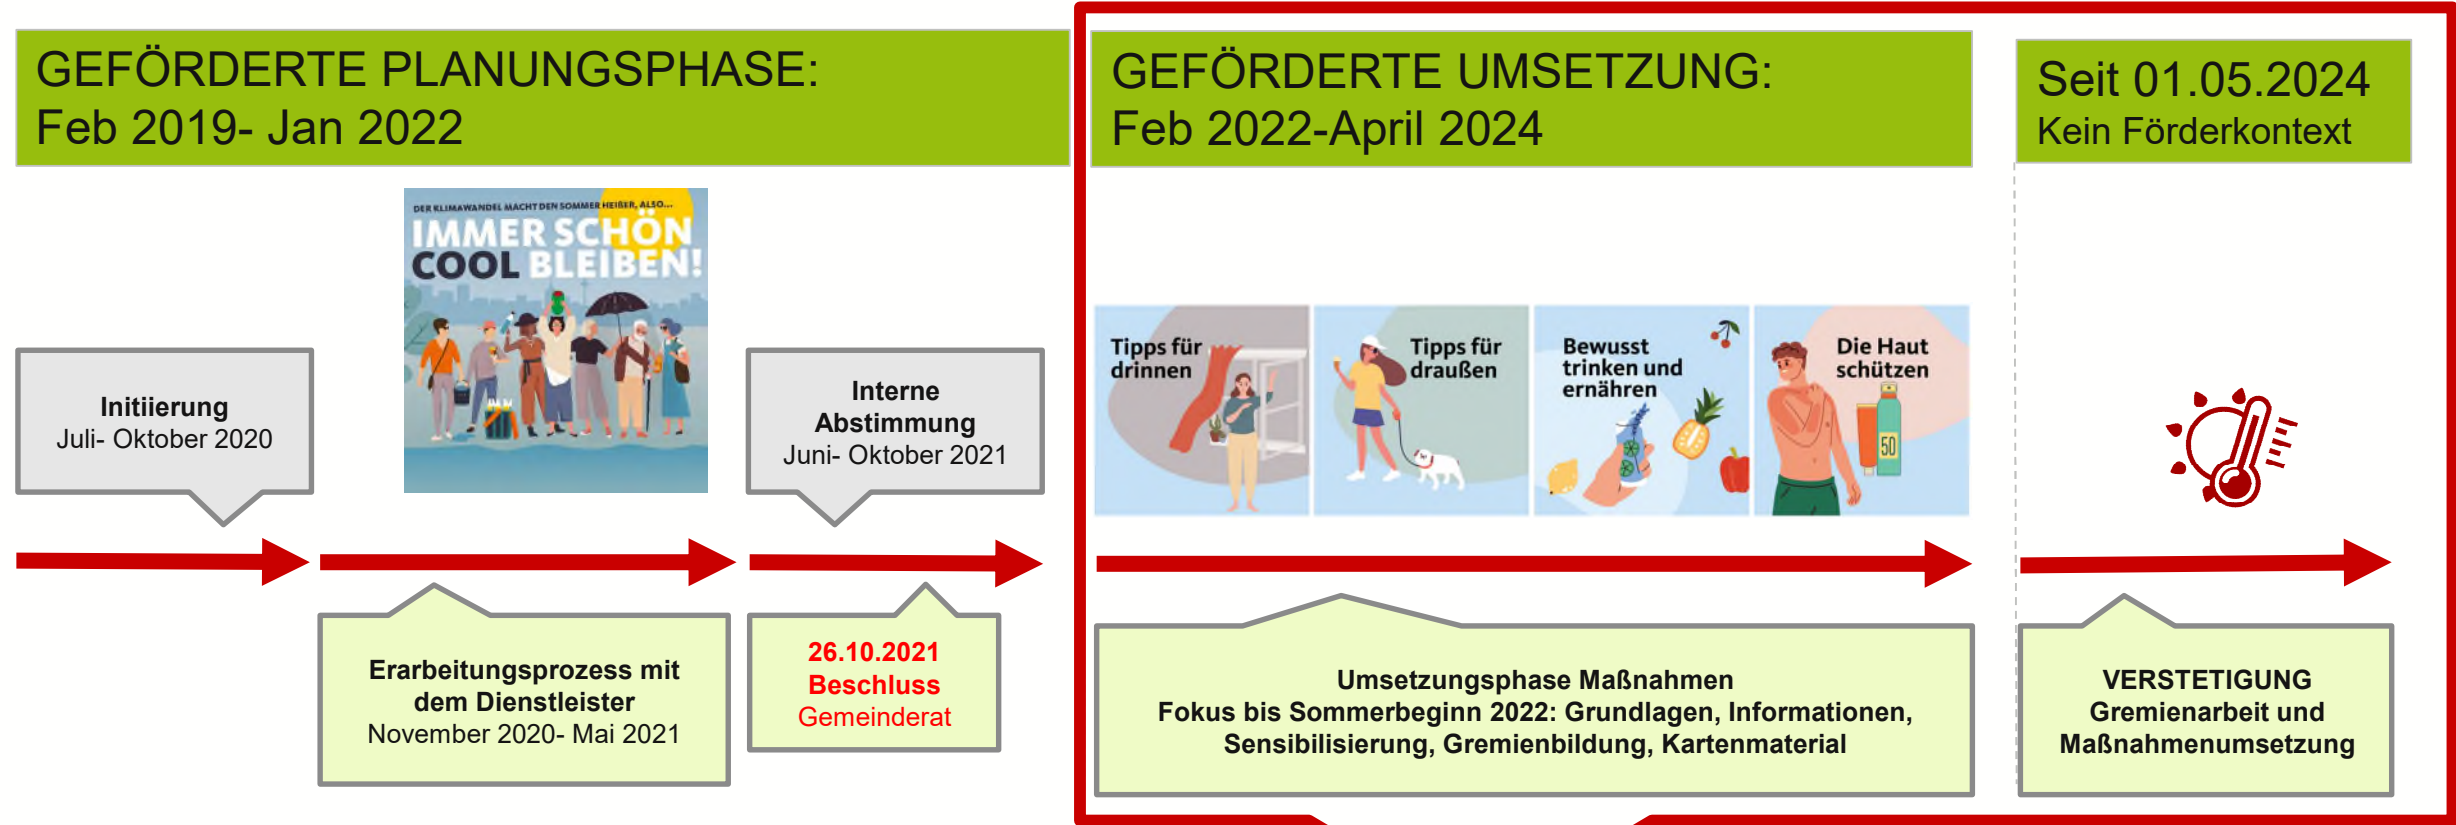 GEFÖRDERTE PLANUNGSPHASE:
Feb 2019- Jan 2022
GEFÖRDERTE UMSETZUNG:
Feb 2022-April 2024
Seit 01.05.2024
Kein Förderkontext
DER KLIMAWANDEL MACHT DEN SOMMER HEIßER, ALSO...
IMMER SCHÖN
COOL BLEIBEN!
Initiierung
Juli- Oktober 2020
Interne
Abstimmung
Juni- Oktober 2021
Tipps für
drinnen
Tipps für
draußen
Bewusst
trinken und
ernähren
Die Haut
schützen
50
Erarbeitungsprozess mit
dem Dienstleister
November 2020- Mai 2021
26.10.2021
Beschluss
Gemeinderat
Umsetzungsphase Maßnahmen
Fokus bis Sommerbeginn 2022: Grundlagen, Informationen,
Sensibilisierung, Gremienbildung, Kartenmaterial
VERSTETIGUNG
Gremienarbeit und
Maßnahmenumsetzung